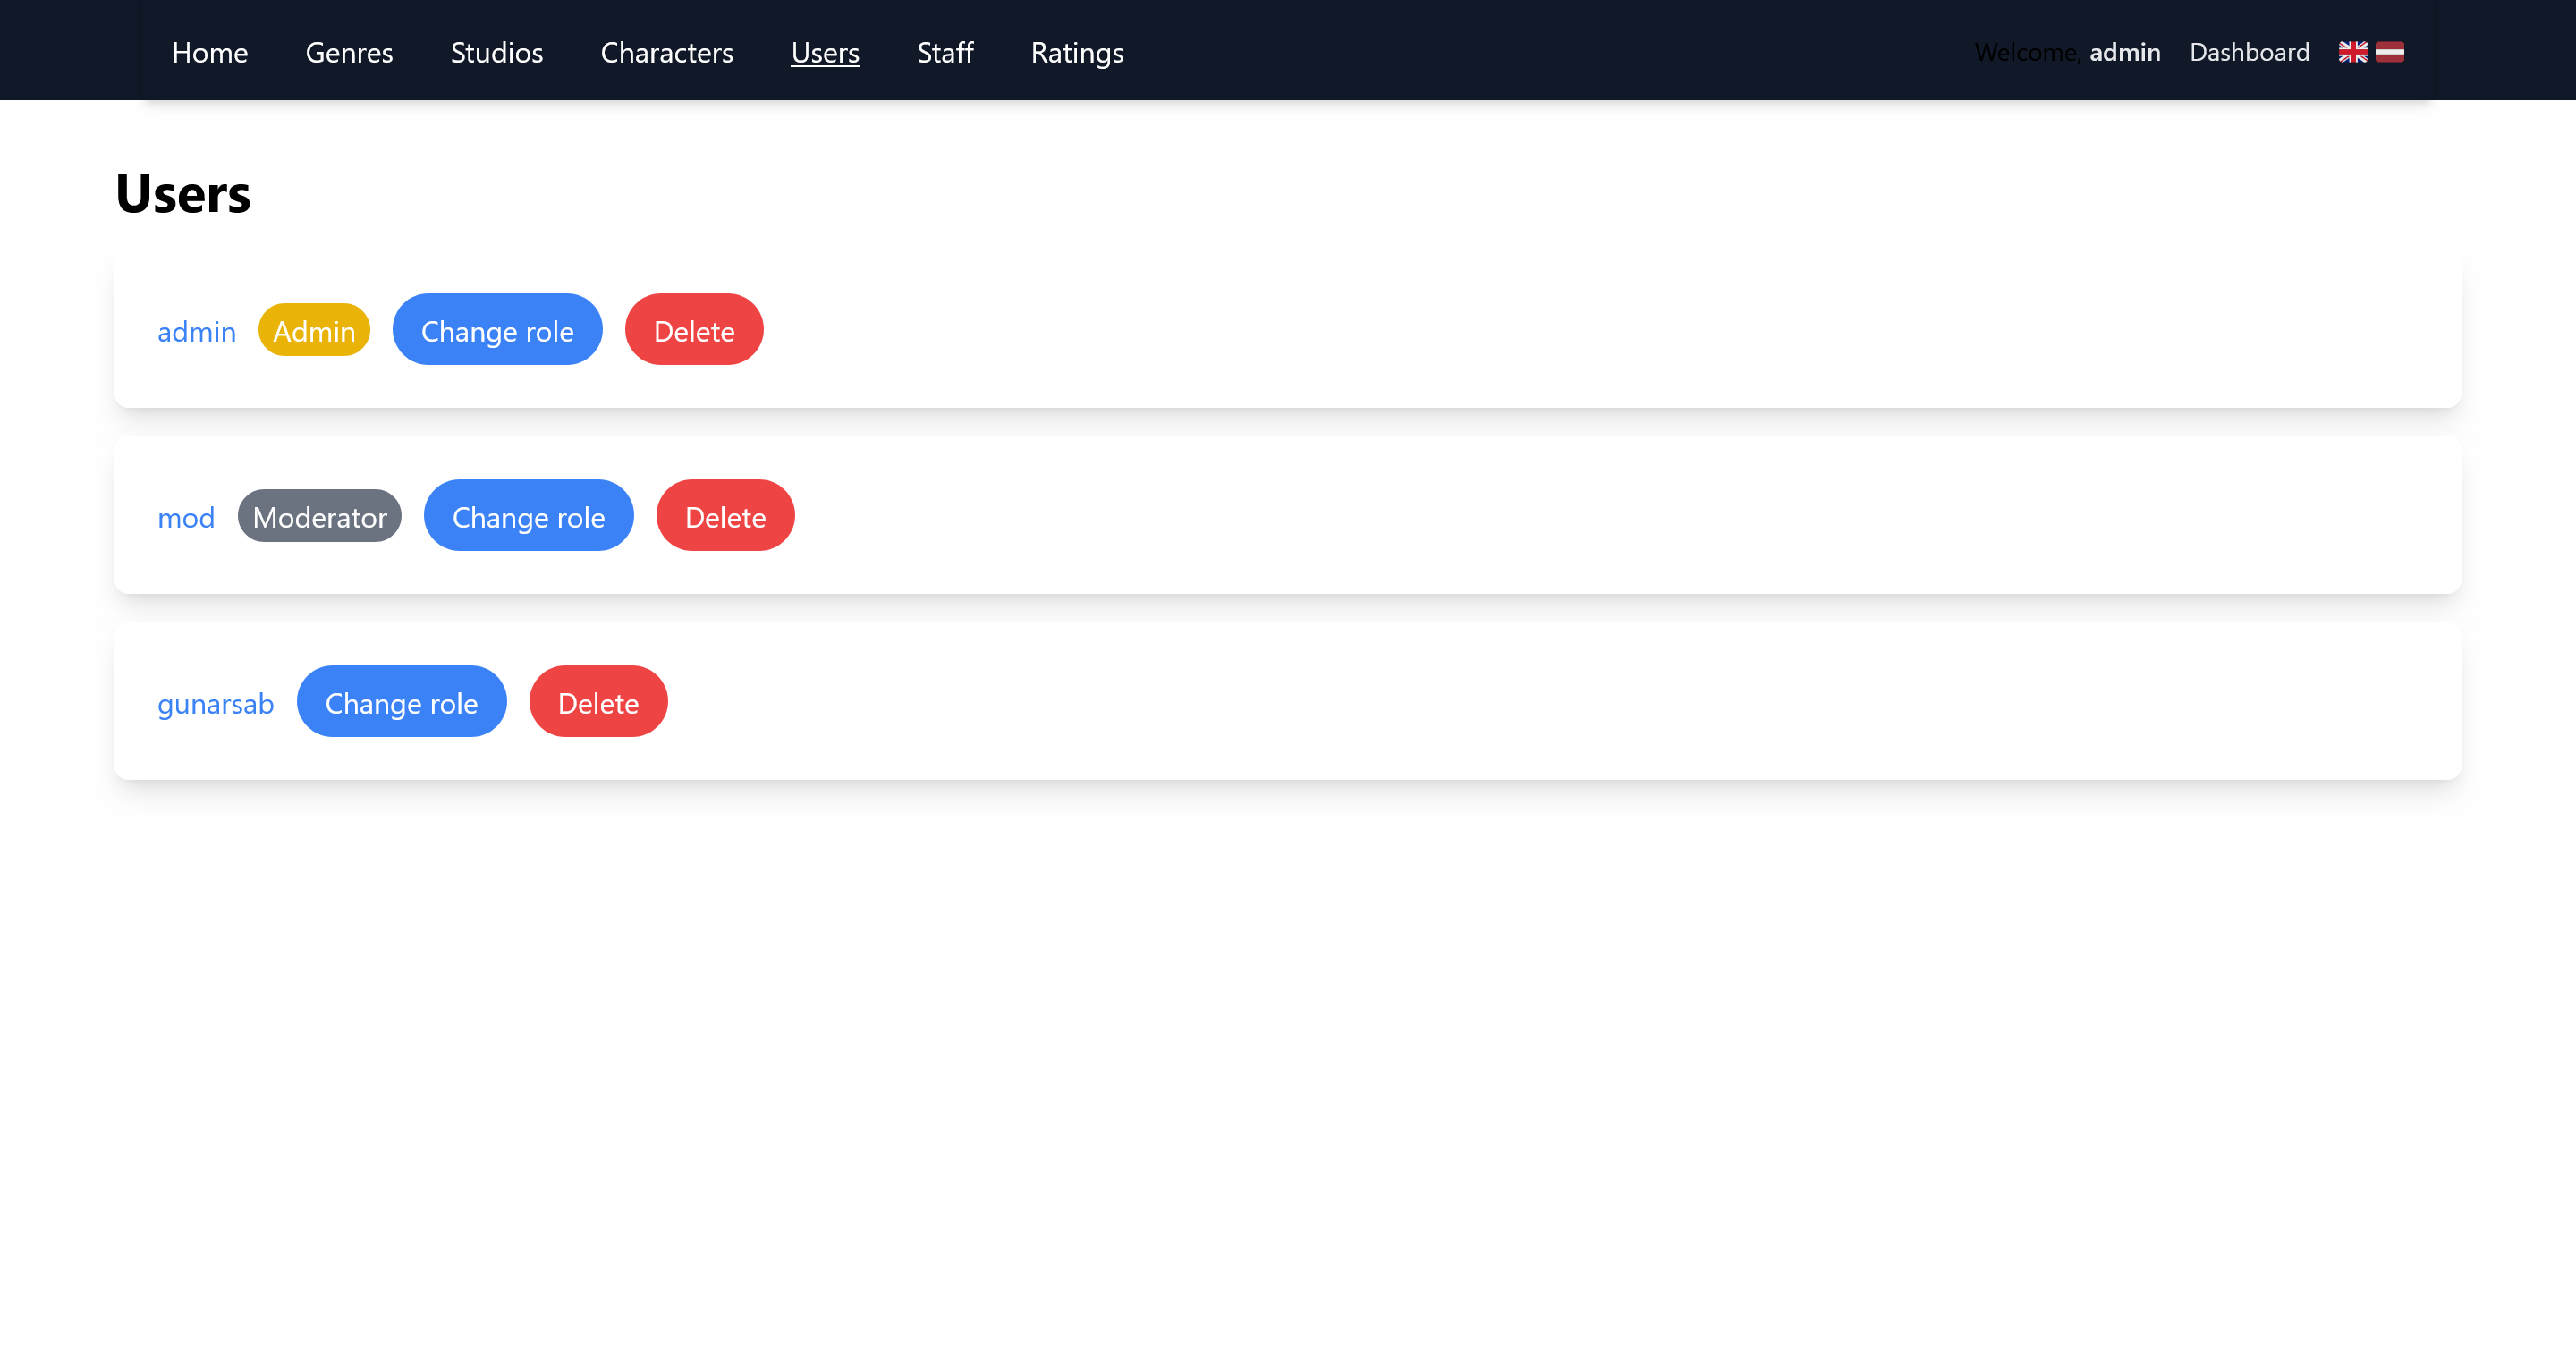 Home Genres Studios Characters Users Staff Ratings Welcome, admin Dashboard
Users
admin Admin Change role Delete
mod Moderator Change role Delete
gunarsab Change role Delete